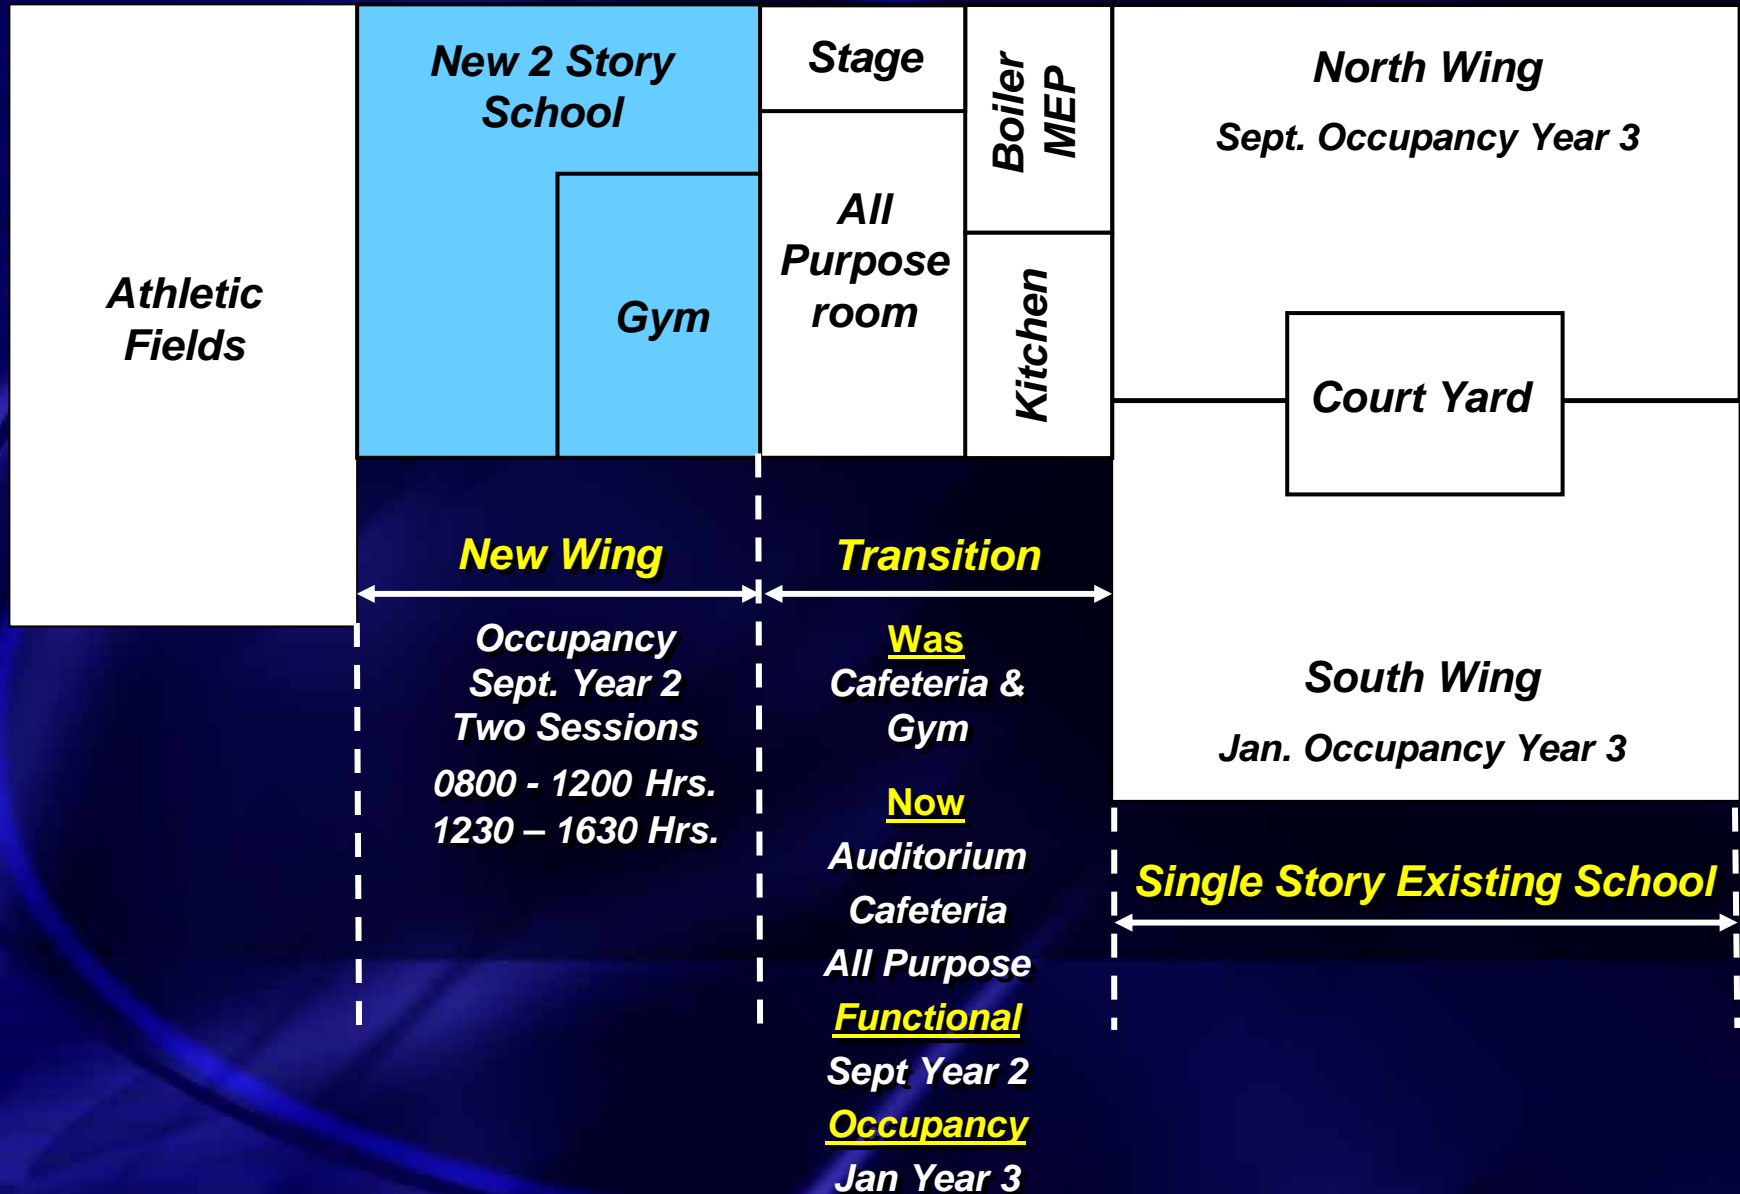 Athletic
Fields
New 2 Story
School
Gym
Stage
All
Purpose
room
Boiler
MEP
Kitchen
North Wing
Sept. Occupancy Year 3
Court Yard
South Wing
Jan. Occupancy Year 3
New Wing
Occupancy
Sept. Year 2
Two Sessions
0800 - 1200 Hrs.
1230 – 1630 Hrs.
Transition
Was
Cafeteria &
Gym
Now
Auditorium
Cafeteria
All Purpose
Functional
Sept Year 2
Occupancy
Jan Year 3
Single Story Existing School